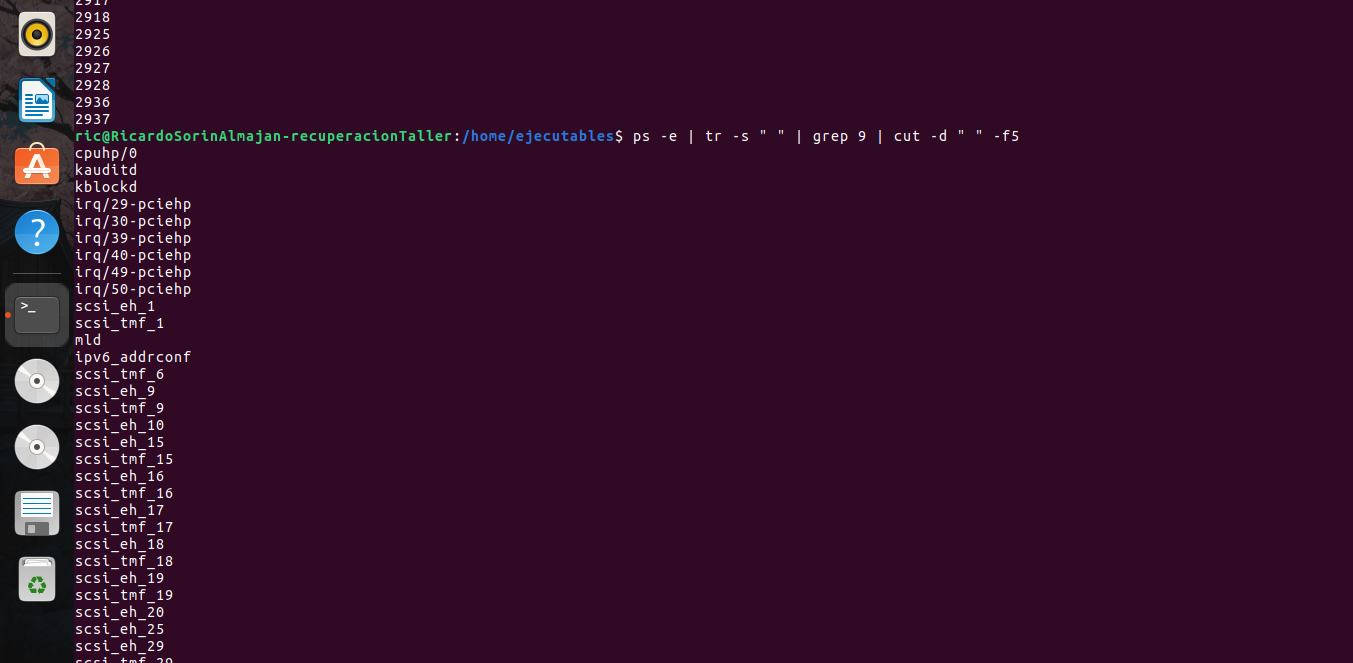 2917
2918
2925
2926
2927
2928
2936
2937
ric@RicardoSorinAlmajan-recuperacionTaller:/home/ejecutables$ ps -e | tr -s " " | grep 9 | cut -d " " -f5
cpuhp/0
kauditd
kblockd
irq/29-pciehp
irq/30-pciehp
irq/39-pciehp
irq/40-pciehp
irq/49-pciehp
irq/50-pciehp
scsi_eh_1
scsi_tmf_1
mld
ipv6_addrconf
scsi_tmf_6
scsi_eh_9
scsi_tmf_9
scsi_eh_10
scsi_eh_15
scsi_tmf_15
scsi_eh_16
scsi_tmf_16
scsi_eh_17
scsi_tmf_17
scsi_eh_18
scsi_tmf_18
scsi_eh_19
scsi_tmf_19
scsi_eh_20
scsi_eh_25
scsi_eh_29
scsi_tmf_29